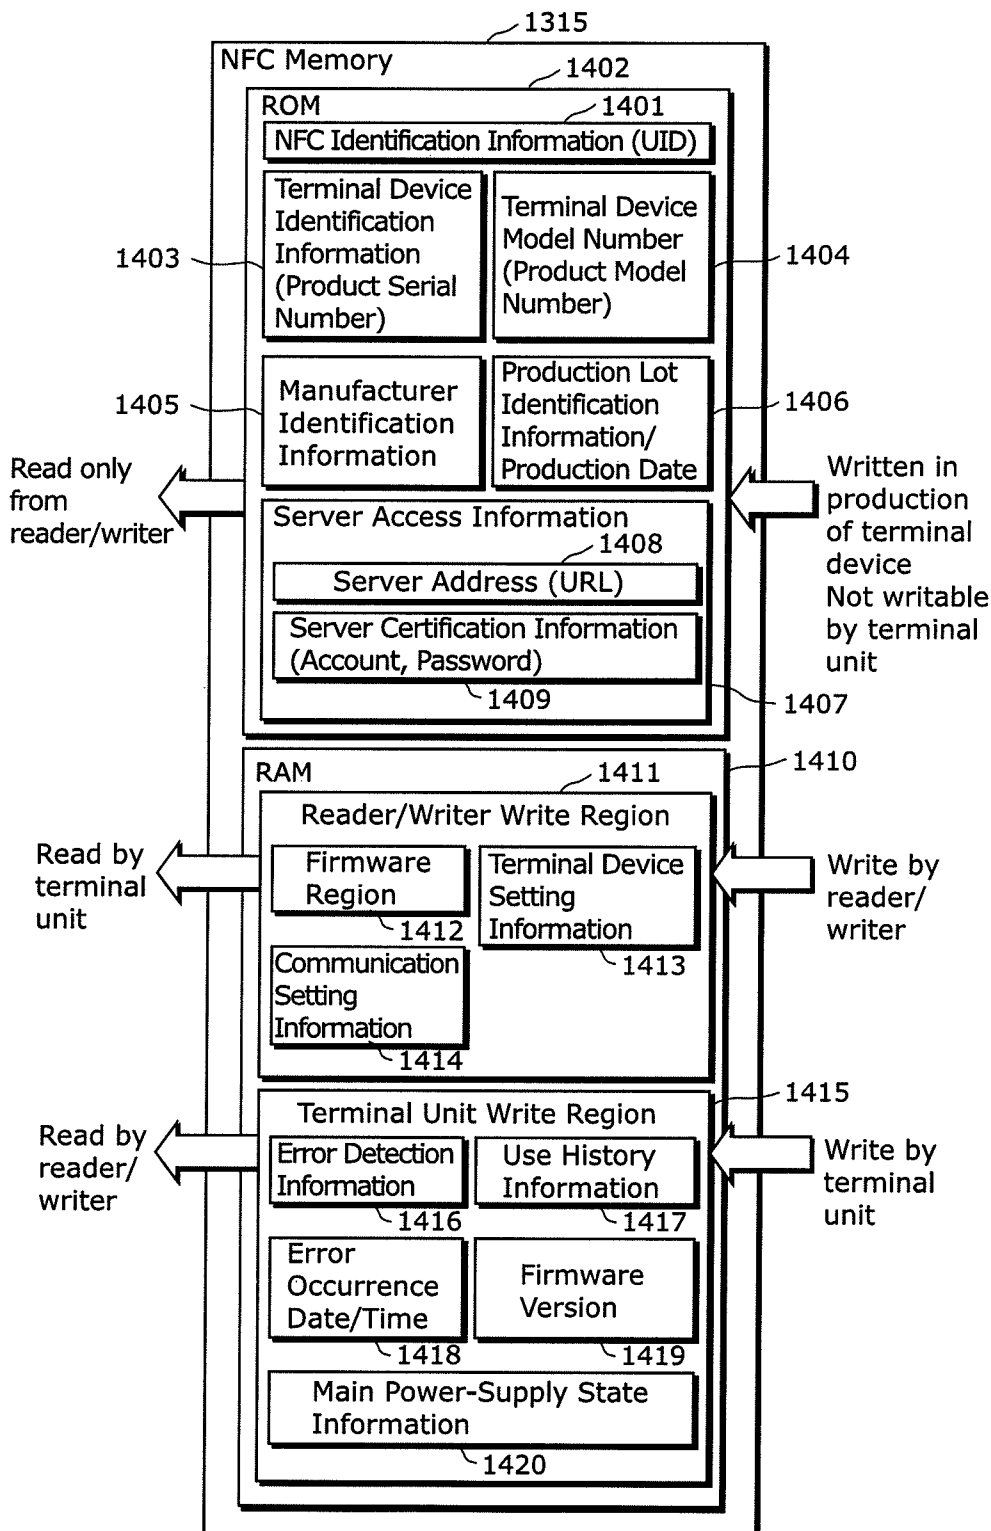 1315
NFC Memory
1402
ROM
1401
NFC Identification Information (UID)
Terminal Device
Identification
Information
(Product Serial
Number)
1403
Terminal Device
Model Number
(Product Model
Number)
1404
Manufacturer
Identification
Information
1405
Production Lot
Identification
Information/
Production Date
1406
Read only
from
reader/writer
Written in
production
of terminal
device
Not writable
by terminal
unit
Server Access Information
1408
Server Address (URL)
Server Certification Information
(Account, Password)
1409
1407
1410
RAM
1411
Reader/Writer Write Region
Read by
terminal
unit
Firmware
Region
1412
Terminal Device
Setting
Information
1413
Write by
reader/
writer
Communication
Setting
Information
1414
1415
Terminal Unit Write Region
Read by
reader/
writer
Error Detection
Information
1416
Use History
Information
1417
Write by
terminal
unit
Error
Occurrence
Date/Time
1418
Firmware
Version
1419
Main Power-Supply State
Information
1420